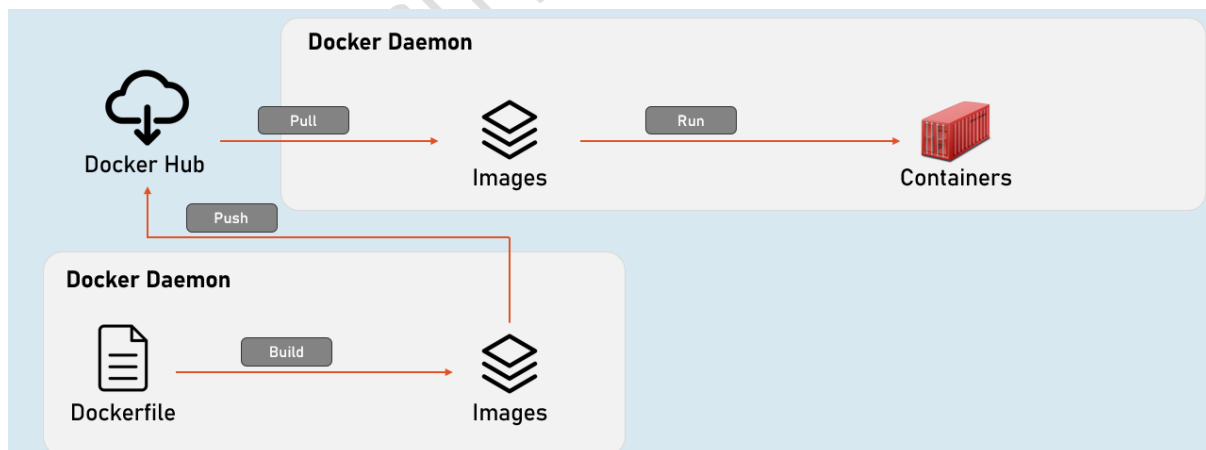 Docker Daemon
Pull
Run
Docker Hub
Images
Containers
Push
Docker Daemon
Build
Dockerfile
Images